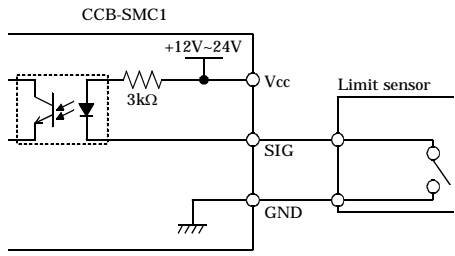 CCB-SMC1
+12V~24V
Vcc
3kΩ
Limit sensor
SIG
GND